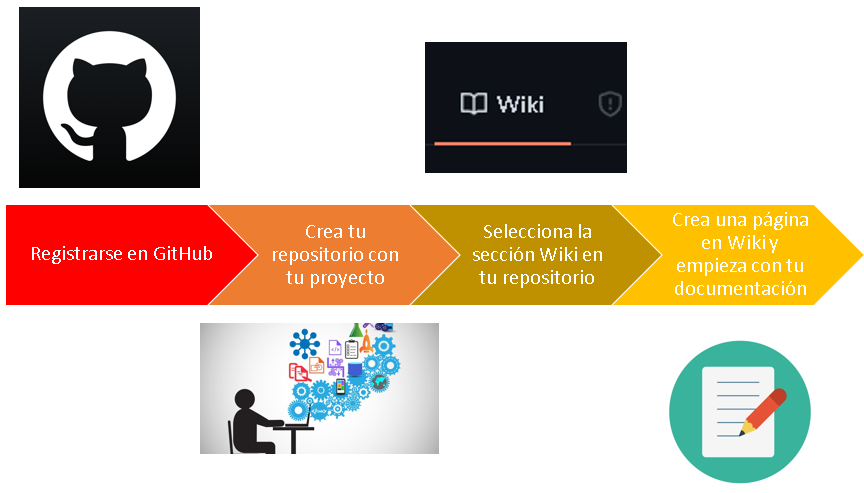 Wiki
Registrarse en GitHub
Crea tu
repositorio con
tu proyecto
Selecciona la
sección Wiki en
tu repositorio
Crea una página
en Wiki y
empieza con tu
documentación